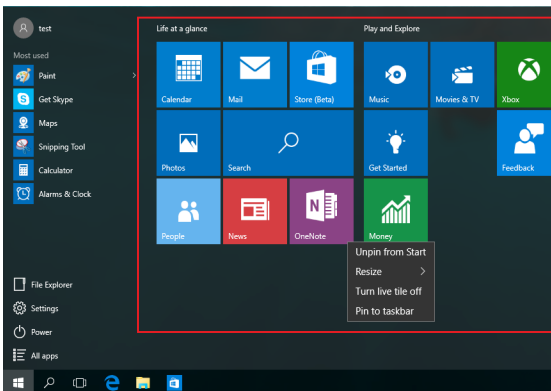 test
Most used
Paint
Get Skype
Maps
Snipping Tool
Calculator
Alarms & Clock
File Explorer
Settings
Power
All apps
Life at a glance
Calendar
Mail
Store (Beta)
Photos
Search
People
News
OneNote
Play and Explore
Music
Movies & TV
Xbox
Get Started
Feedback
Money
Unpin from Start
Resize
Turn live tile off
Pin to taskbar